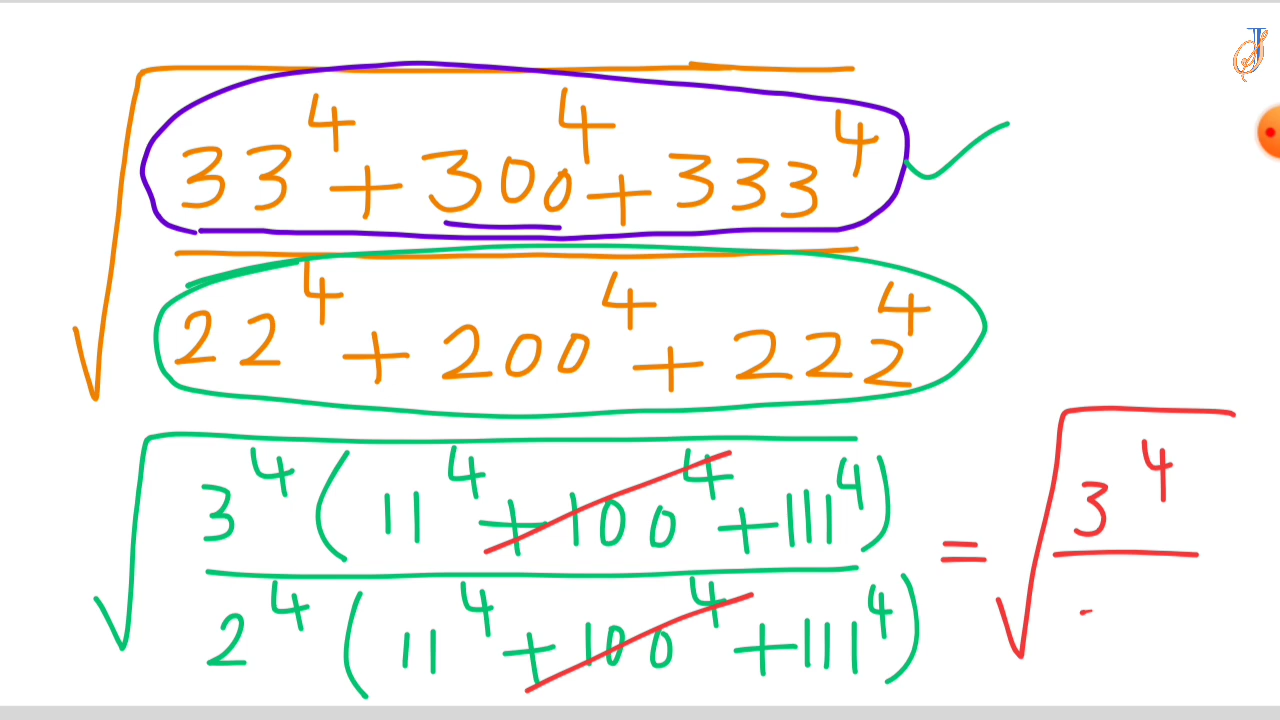 √(33⁴ + 300⁴ + 333⁴
22⁴ + 200⁴ + 222⁴)
√(3⁴(11⁴ + 100⁴ + 111⁴)
2⁴(11⁴ + 100⁴ + 111⁴)) = √(3⁴